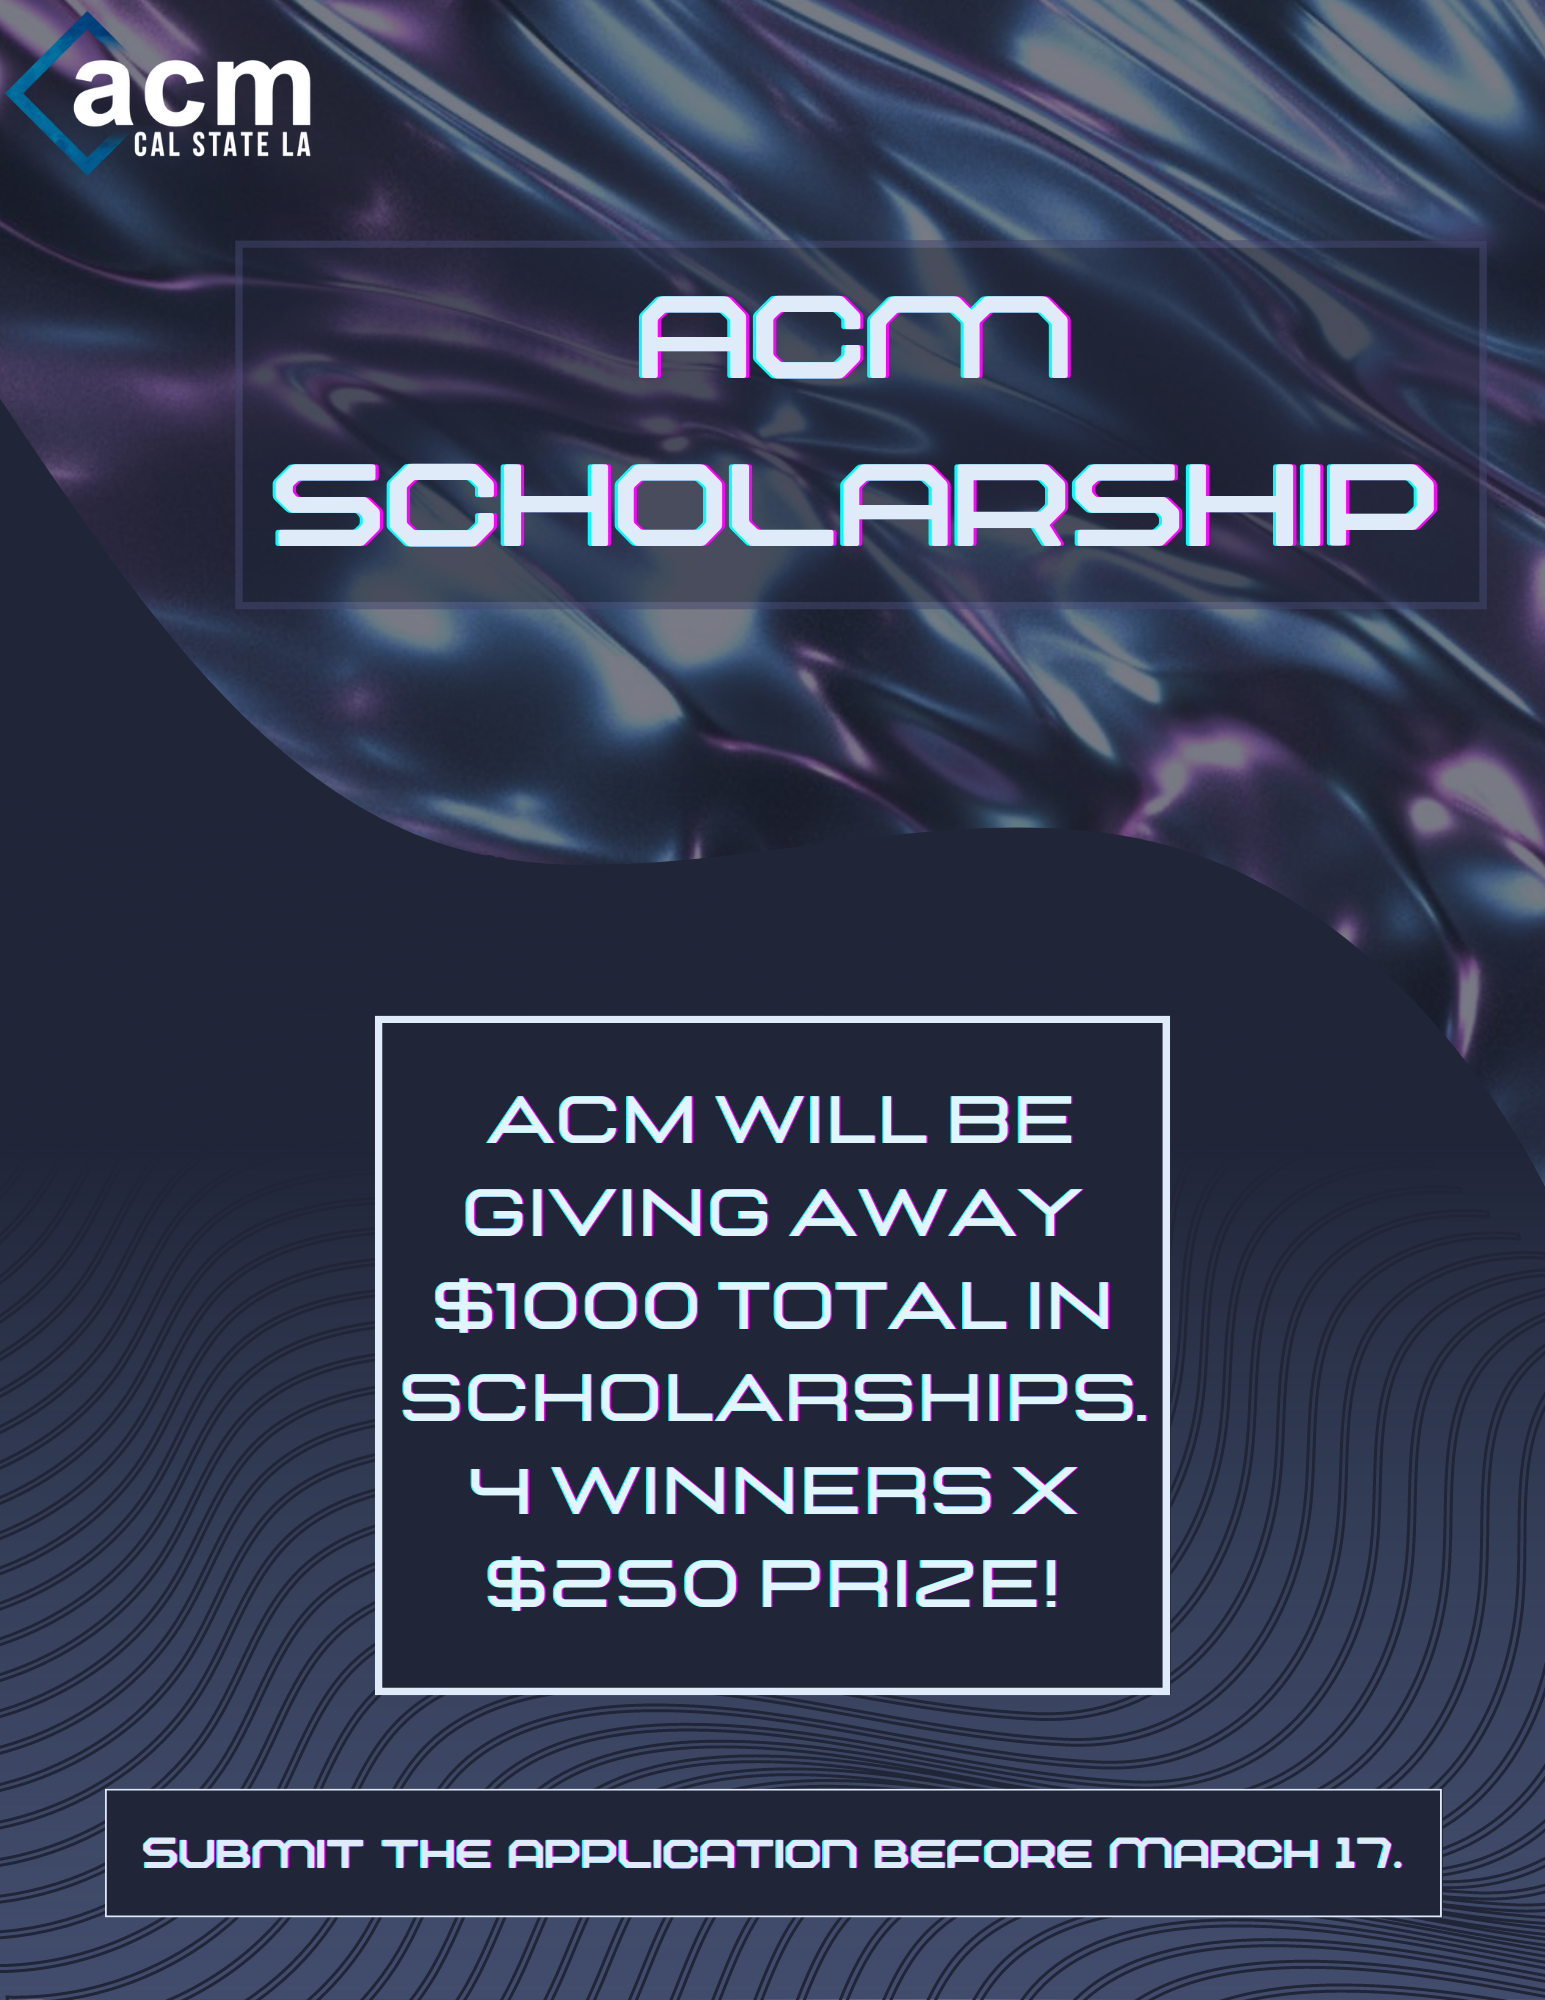 acm
CAL STATE LA
ACM
SCHOLARSHIP
ACM WILL BE
GIVING AWAY
$1000 TOTAL IN
SCHOLARSHIPS.
4 WINNERS X
$250 PRIZE!
SUBMIT THE APPLICATION BEFORE MARCH 17.